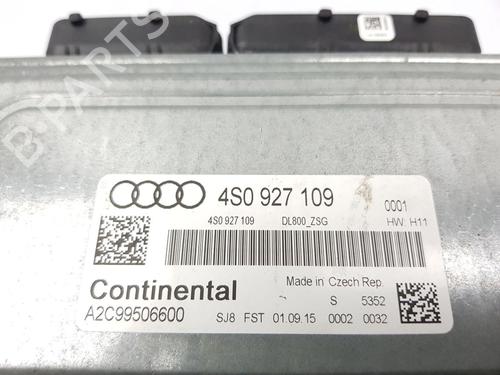 4S0 927 109
0001
4S0 927 109 DL800_ZSG HW H11
Made in Czech Rep.
Continental S 5352
A2C99506600 SJ8 FST 01.09.15 0002 0032
B-PARTS